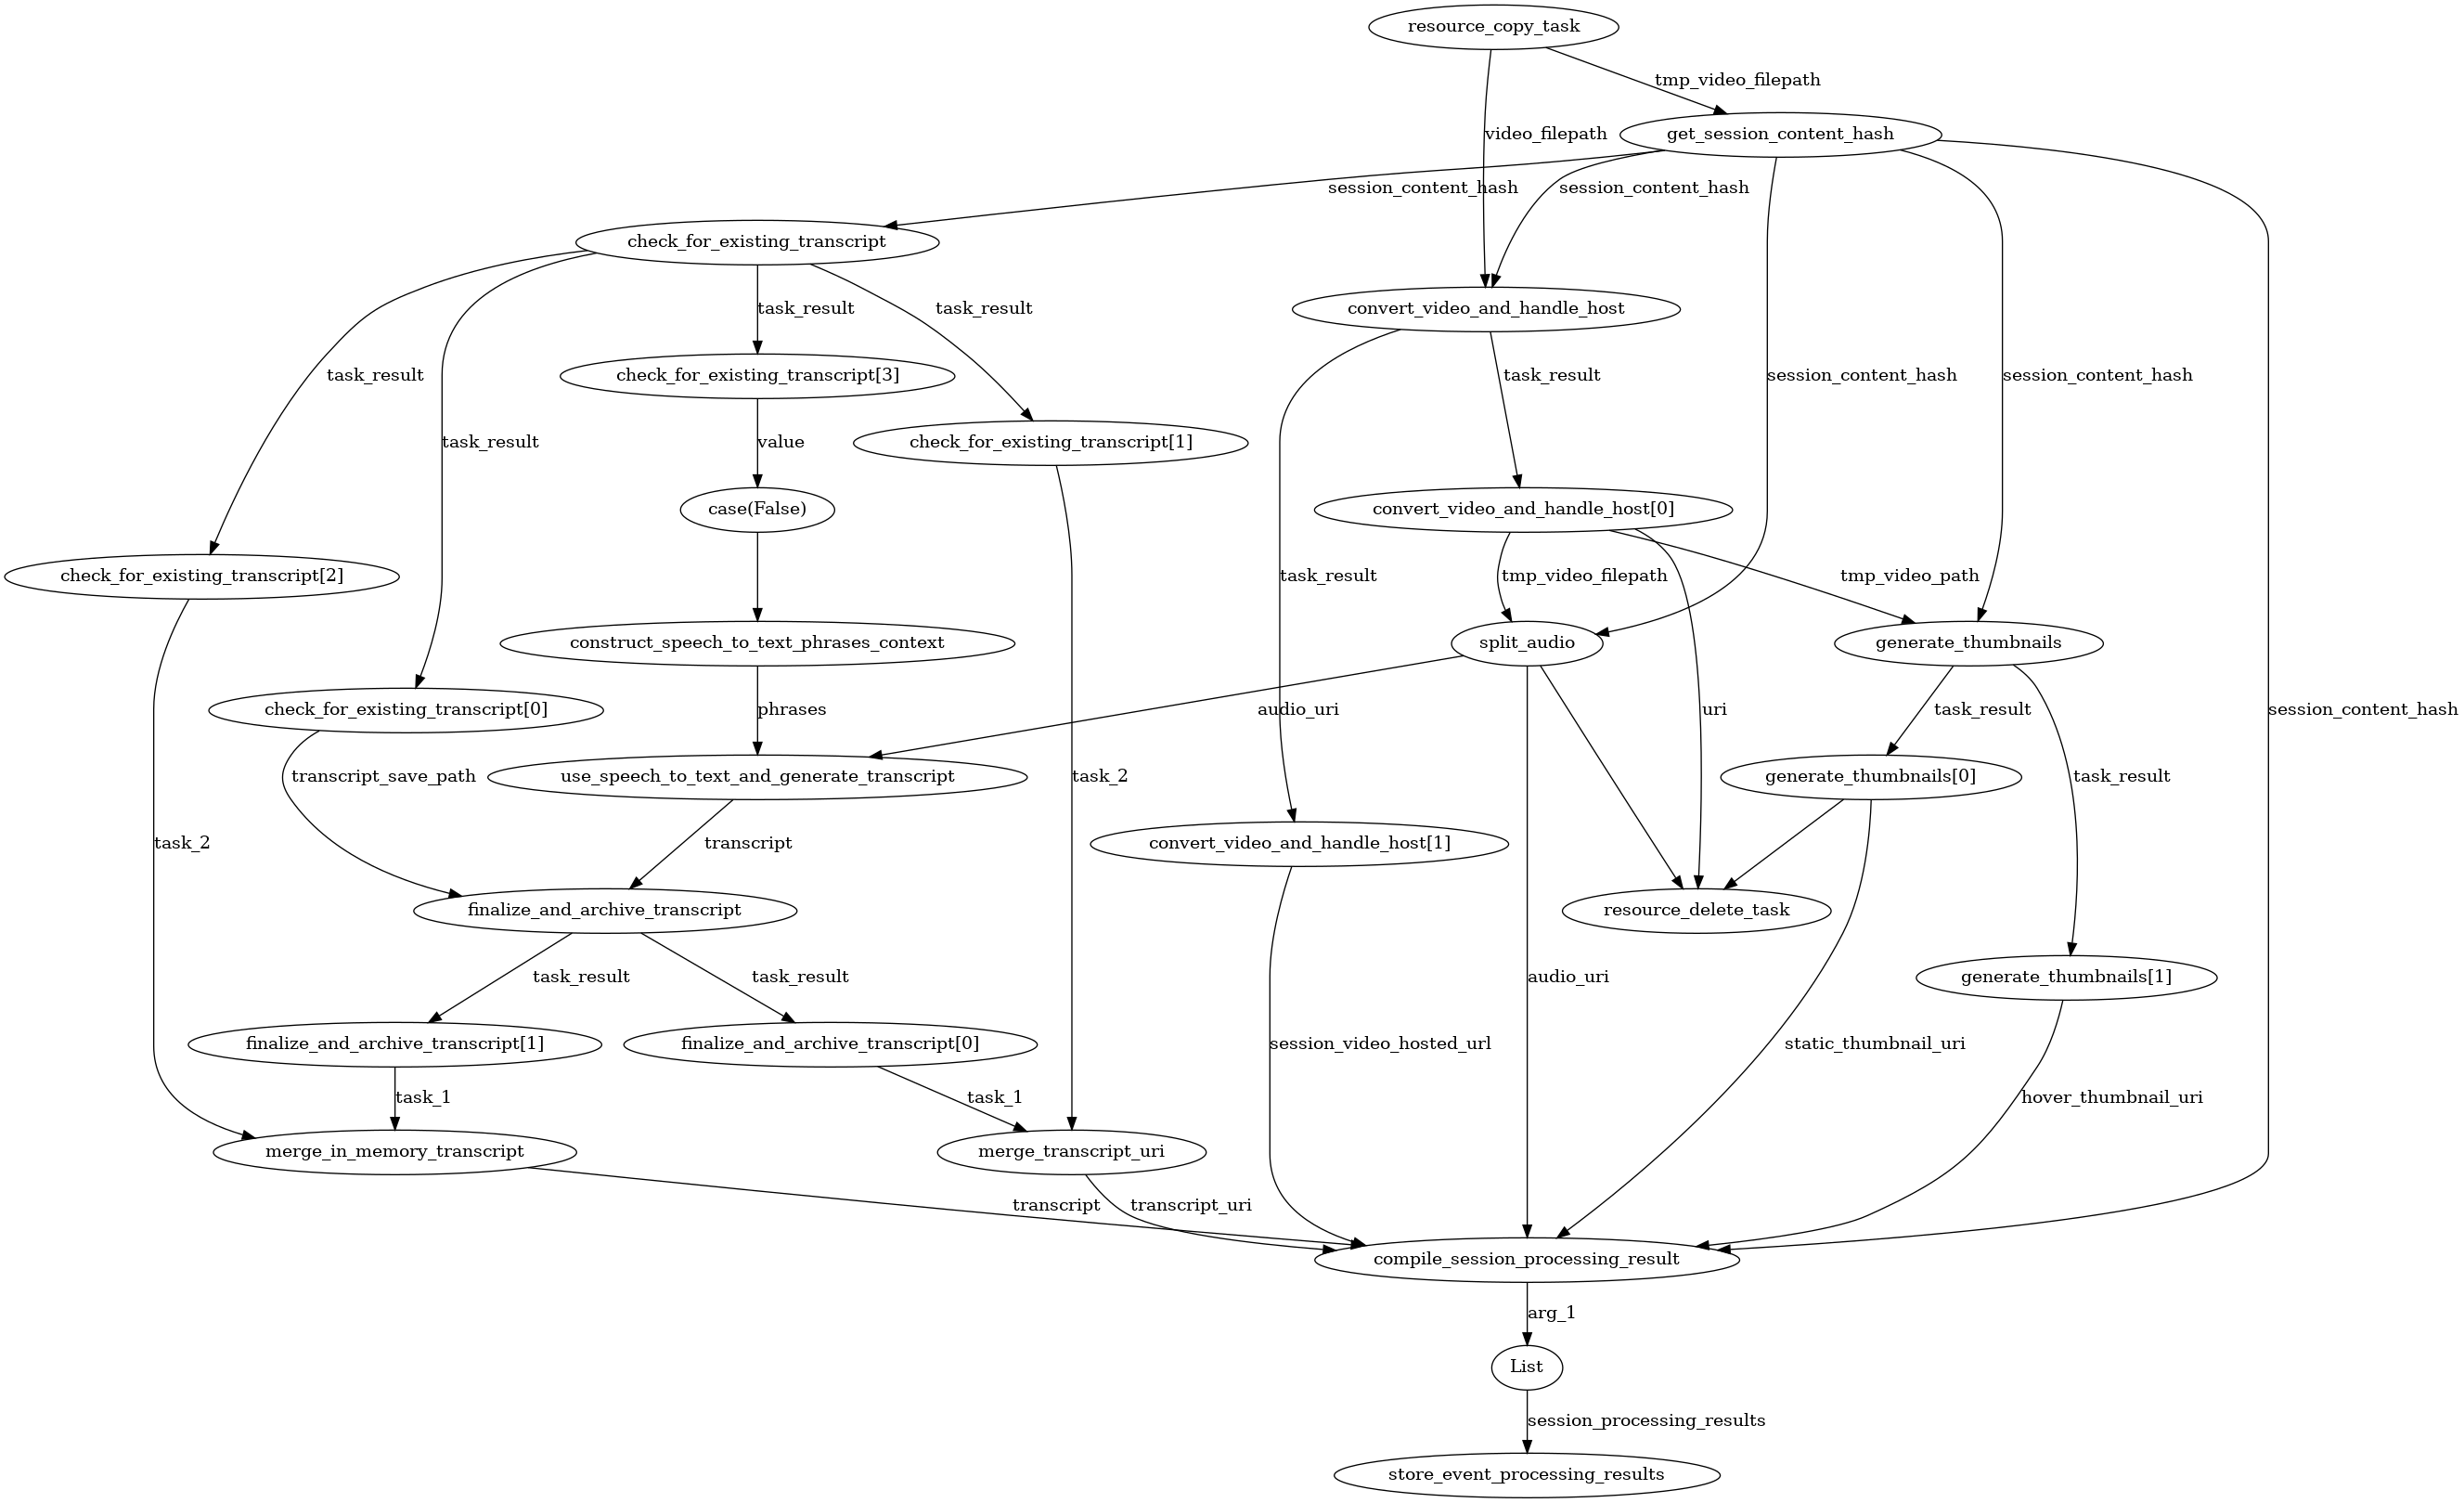 resource_copy_task
tmp_video_filepath
video_filepath
get_session_content_hash
session_content_hash
session_content_hash
check_for_existing_transcript
convert_video_and_handle_host
task_result
check_for_existing_transcript[3]
task_result
task_result
task_result
session_content_hash
session_content_hash
task_result
value
check_for_existing_transcript[1]
case(False)
convert_video_and_handle_host[0]
check_for_existing_transcript[2]
task_result
tmp_video_filepath
tmp_video_path
construct_speech_to_text_phrases_context
split_audio
generate_thumbnails
check_for_existing_transcript[0]
phrases
audio_uri
uri
task_result
session_content_hash
transcript_save_path
use_speech_to_text_and_generate_transcript
task_2
generate_thumbnails[0]
task_result
task_2
transcript
convert_video_and_handle_host[1]
finalize_and_archive_transcript
resource_delete_task
task_result
task_result
audio_uri
generate_thumbnails[1]
finalize_and_archive_transcript[1]
finalize_and_archive_transcript[0]
session_video_hosted_url
static_thumbnail_uri
task_1
task_1
hover_thumbnail_uri
merge_in_memory_transcript
merge_transcript_uri
transcript
transcript_uri
compile_session_processing_result
arg_1
List
session_processing_results
store_event_processing_results